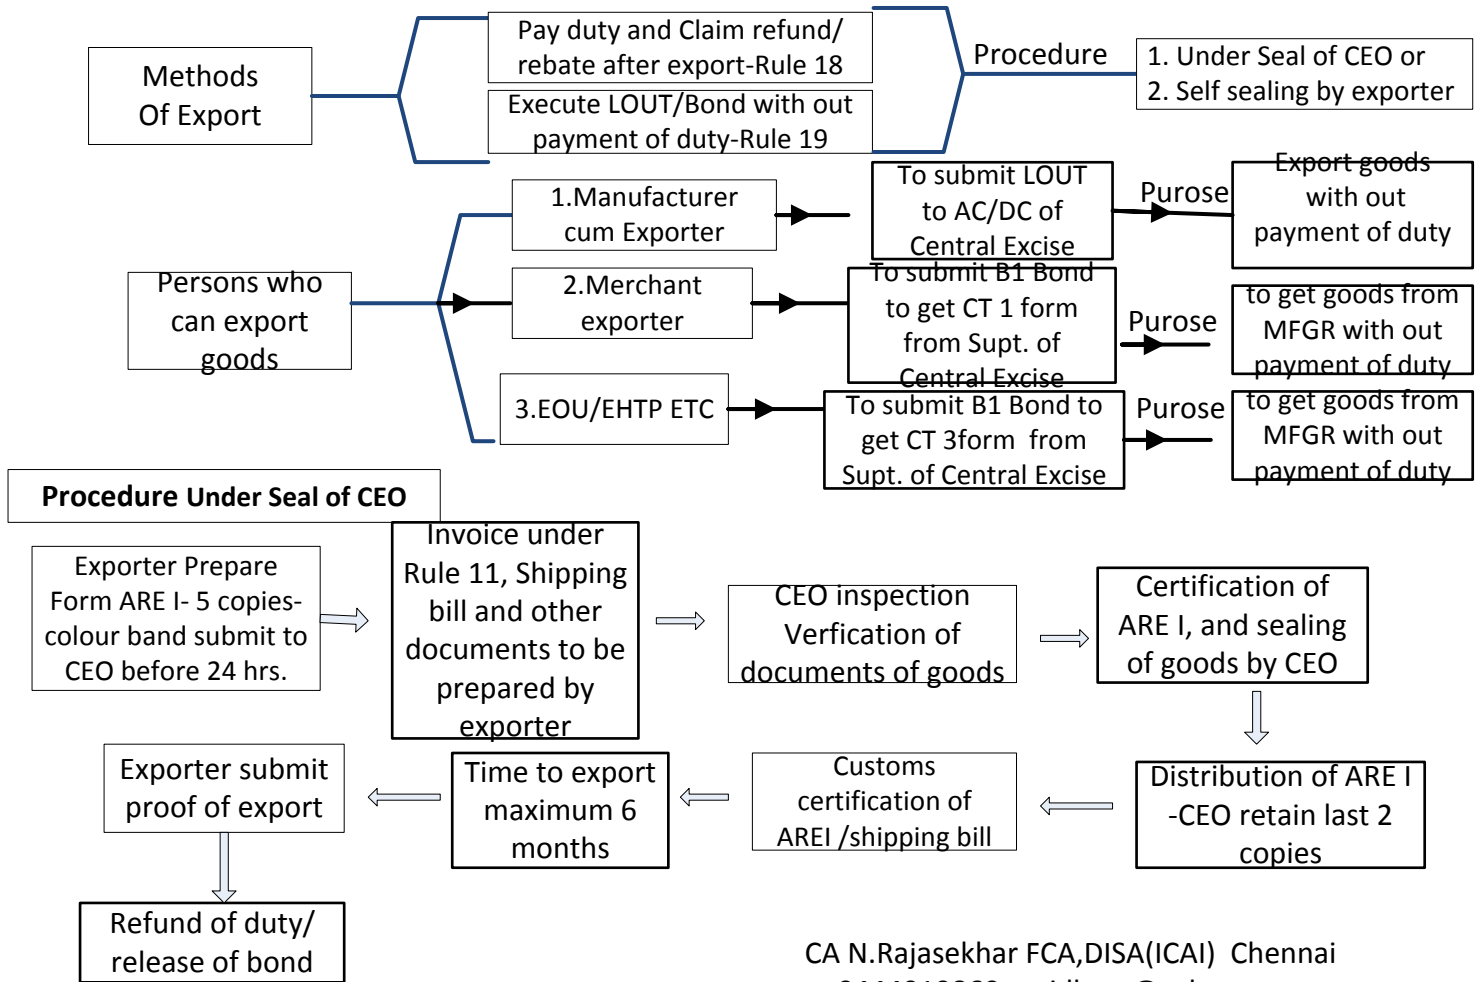 Methods
Of Export
Pay duty and Claim refund/
rebate after export-Rule 18
Execute LOUT/Bond with out
payment of duty-Rule 19
Procedure
1. Under Seal of CEO or
2. Self sealing by exporter
Persons who
can export
goods
1.Manufacturer
cum Exporter
To submit LOUT
to AC/DC of
Central Excise
Purose
Export goods
with out
payment of duty
2.Merchant
exporter
To submit B1 Bond
to get CT 1 form
from Supt. of
Central Excise
Purose
to get goods from
MFGR with out
payment of duty
3.EOU/EHTP ETC
To submit B1 Bond to
get CT 3form from
Supt. of Central Excise
Purose
to get goods from
MFGR with out
payment of duty
Procedure Under Seal of CEO
Exporter Prepare
Form ARE I- 5 copies-
colour band submit to
CEO before 24 hrs.
Invoice under
Rule 11, Shipping
bill and other
documents to be
prepared by
exporter
CEO inspection
Verfication of
documents of goods
Certification of
ARE I, and sealing
of goods by CEO
Distribution of ARE I
-CEO retain last 2
copies
Customs
certification of
AREI /shipping bill
Time to export
maximum 6
months
Exporter submit
proof of export
Refund of duty/
release of bond
CA N.Rajasekhar FCA,DISA(ICAI) Chennai